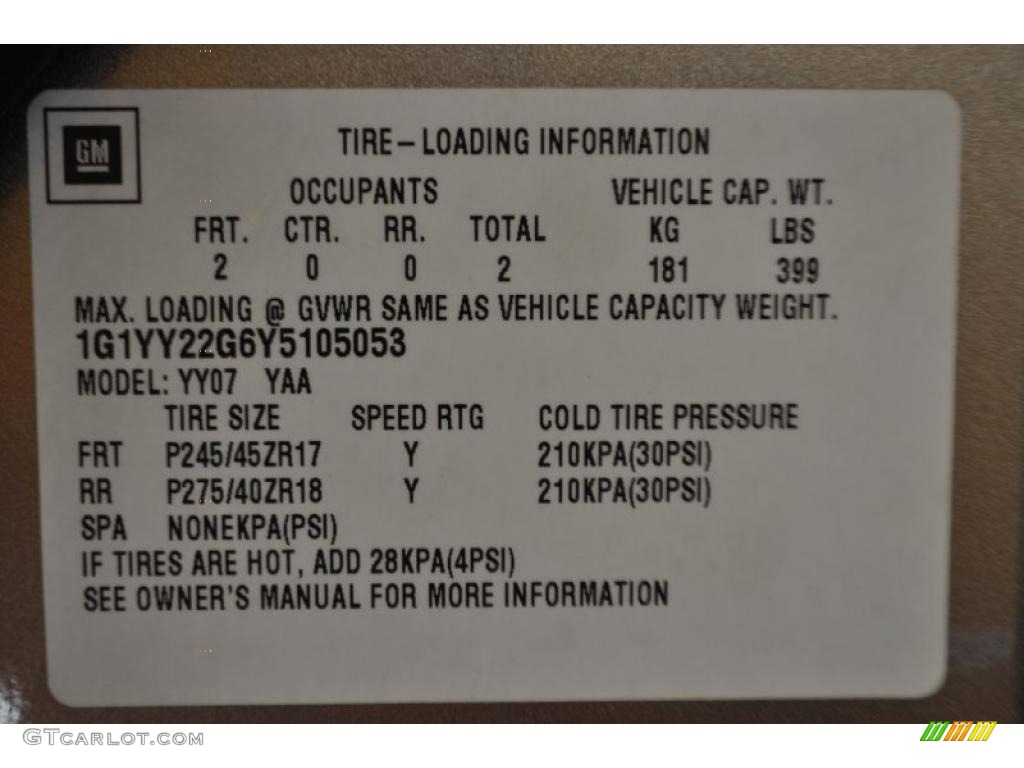 GM
TIRE–LOADING INFORMATION
OCCUPANTS VEHICLE CAP. WT.
FRT. CTR. RR. TOTAL KG LBS
2 0 0 2 181 399
MAX. LOADING @ GVWR SAME AS VEHICLE CAPACITY WEIGHT.
1G1YY22G6Y5105053
MODEL: YY07 YAA
TIRE SIZE SPEED RTG COLD TIRE PRESSURE
FRT P245/45ZR17 Y 210KPA(30PSI)
RR P275/40ZR18 Y 210KPA(30PSI)
SPA NONEKPA(PSI)
IF TIRES ARE HOT, ADD 28KPA(4PSI)
SEE OWNER'S MANUAL FOR MORE INFORMATION
GTcarlot.com